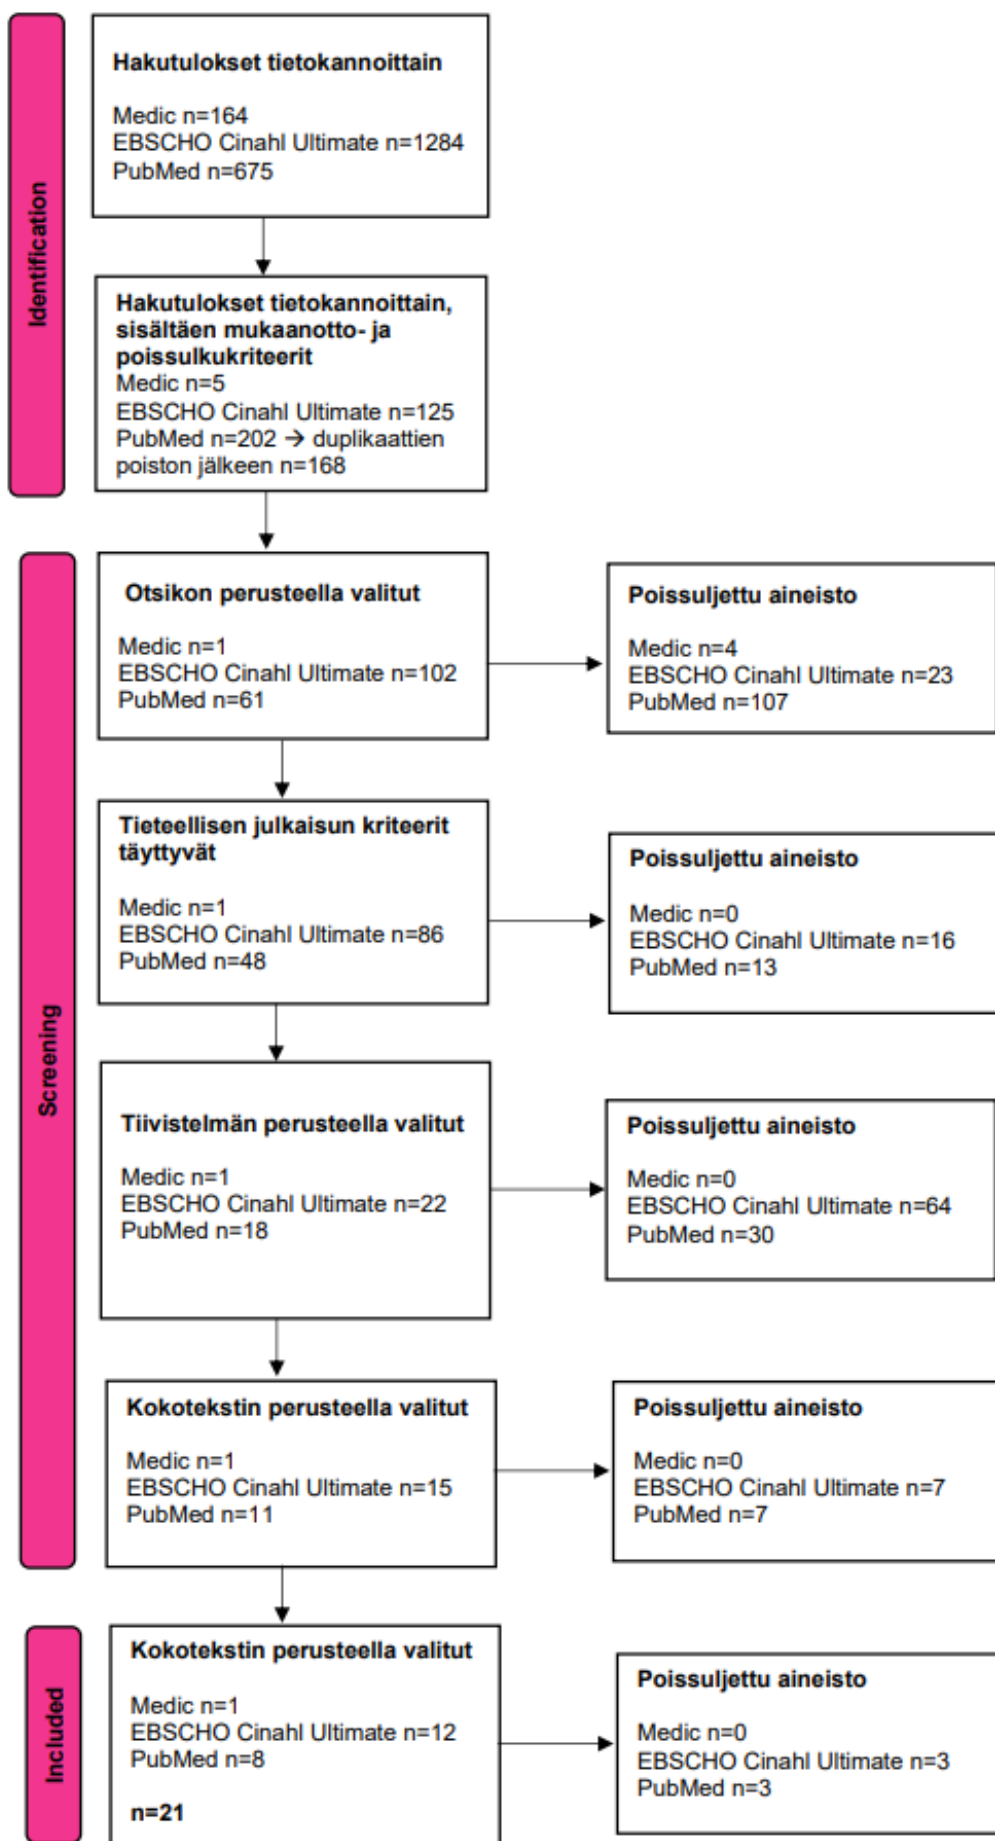 Identification
Hakutulokset tietokannoittain
Medic n=164
EBSCHO Cinahl Ultimate n=1284
PubMed n=675
Hakutulokset tietokannoittain,
sisältäen mukaanotto- ja
poissulkukriteerit
Medic n=5
EBSCHO Cinahl Ultimate n=125
PubMed n=202 → duplikaattien
poiston jälkeen n=168
Screening
Otsikon perusteella valitut
Medic n=1
EBSCHO Cinahl Ultimate n=102
PubMed n=61
Poissuljettu aineisto
Medic n=4
EBSCHO Cinahl Ultimate n=23
PubMed n=107
Tieteellisen julkaisun kriteerit
täyttyvät
Medic n=1
EBSCHO Cinahl Ultimate n=86
PubMed n=48
Poissuljettu aineisto
Medic n=0
EBSCHO Cinahl Ultimate n=16
PubMed n=13
Tiivistelmän perusteella valitut
Medic n=1
EBSCHO Cinahl Ultimate n=22
PubMed n=18
Poissuljettu aineisto
Medic n=0
EBSCHO Cinahl Ultimate n=64
PubMed n=30
Kokotekstin perusteella valitut
Medic n=1
EBSCHO Cinahl Ultimate n=15
PubMed n=11
Poissuljettu aineisto
Medic n=0
EBSCHO Cinahl Ultimate n=7
PubMed n=7
Included
Kokotekstin perusteella valitut
Medic n=1
EBSCHO Cinahl Ultimate n=12
PubMed n=8
n=21
Poissuljettu aineisto
Medic n=0
EBSCHO Cinahl Ultimate n=3
PubMed n=3